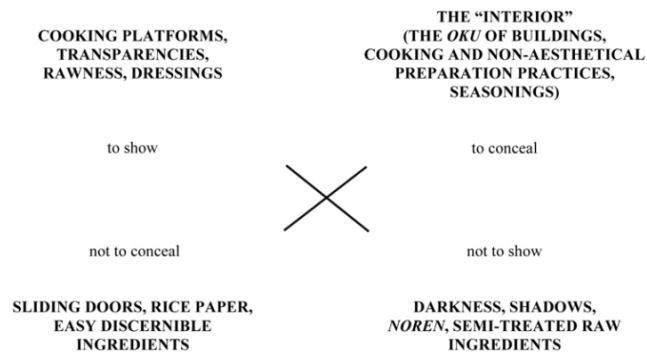 COOKING PLATFORMS,
TRANSPARENCIES,
RAWNESS, DRESSINGS
THE “INTERIOR”
(THE OKU OF BUILDINGS,
COOKING AND NON-AESTHETICAL
PREPARATION PRACTICES,
SEASONINGS)
to show
to conceal
not to conceal
not to show
SLIDING DOORS, RICE PAPER,
EASY DISCERNIBLE
INGREDIENTS
DARKNESS, SHADOWS,
NOREN, SEMI-TREATED RAW
INGREDIENTS